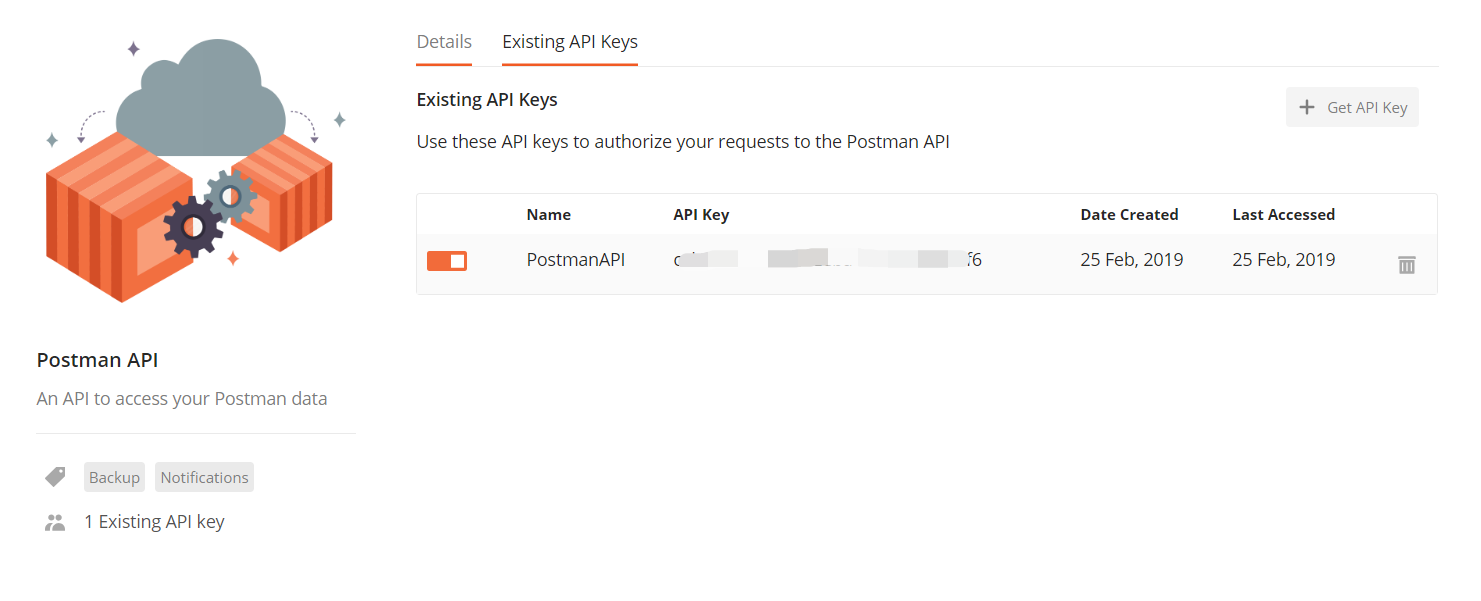 Details Existing API Keys
Existing API Keys
Get API Key
Use these API keys to authorize your requests to the Postman API
Name API Key Date Created Last Accessed
PostmanAPI f6 25 Feb, 2019 25 Feb, 2019
Postman API
An API to access your Postman data
Backup Notifications
1 Existing API key